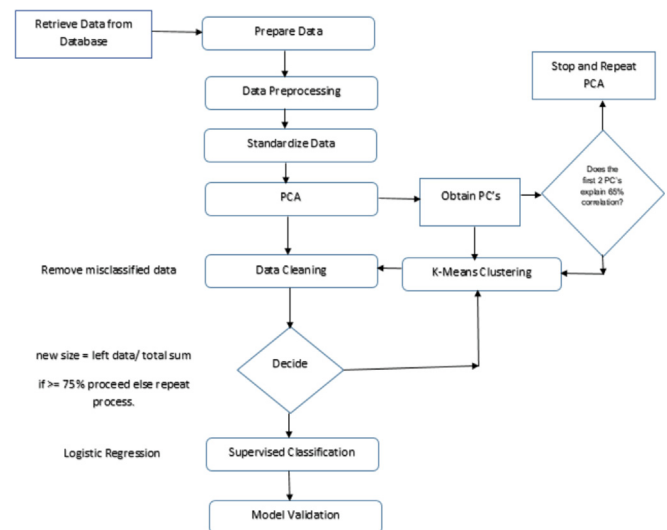 Retrieve Data from
Database
Prepare Data
Data Preprocessing
Standardize Data
PCA
Obtain PC's
Stop and Repeat
PCA
Does the
first 2 PC's
explain 65%
correlation?
Remove misclassified data
Data Cleaning
K-Means Clustering
new size = left data/ total sum
if >= 75% proceed else repeat
process.
Decide
Logistic Regression
Supervised Classification
Model Validation